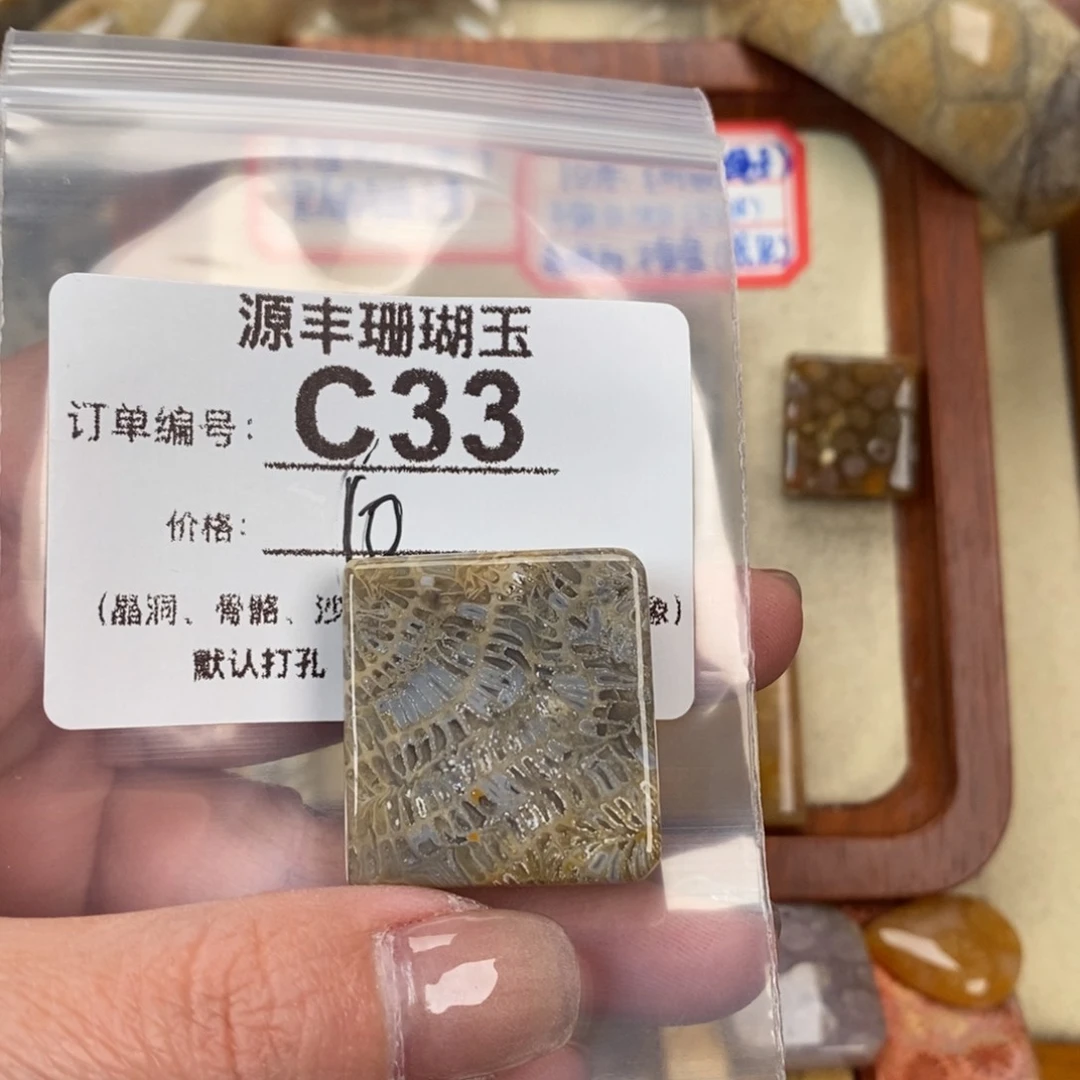 源丰珊瑚玉
订单编号: C33
价格: 10
(晶洞、骨骼、沙 象)
默认打孔